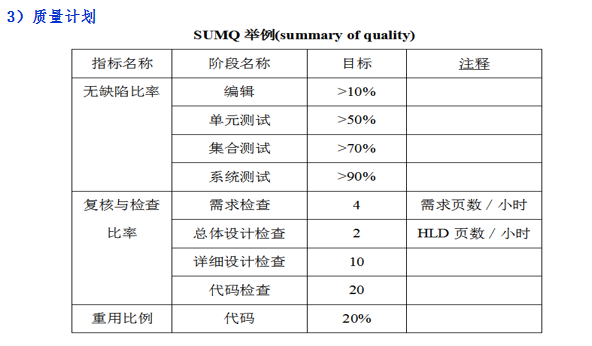 3）质量计划
SUMQ 举例(summary of quality)
指标名称 阶段名称 目标 注释
无缺陷比率 编辑 >10%
单元测试 >50%
集合测试 >70%
系统测试 >90%
复核与检查 需求检查 4 需求页数 / 小时
比率 总体设计检查 2 HLD 页数 / 小时
详细设计检查 10
代码检查 20
重用比例 代码 20%